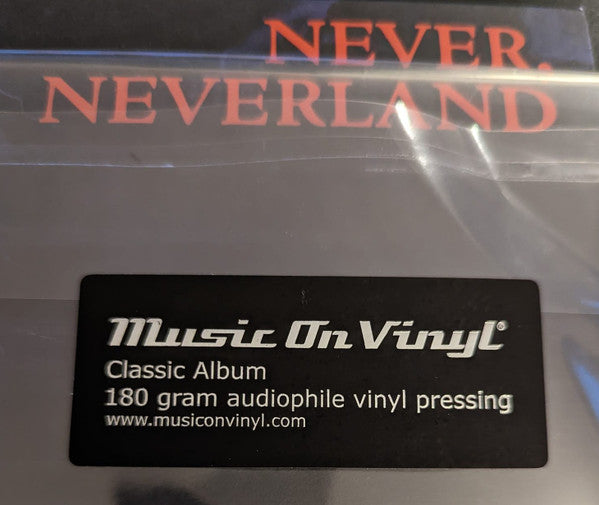 NEVER,
NEVERLAND
Music On Vinyl®
Classic Album
180 gram audiophile vinyl pressing
www.musiconvinyl.com